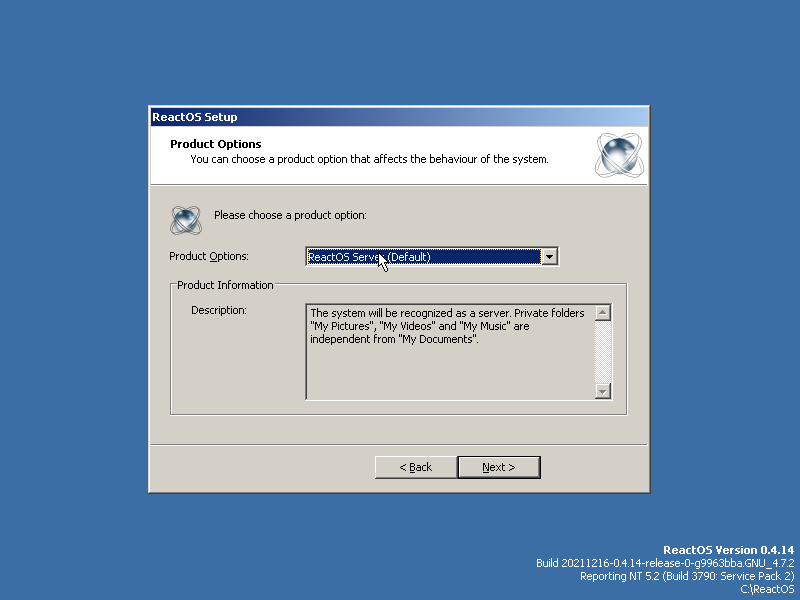 ReactOS Setup
Product Options
You can choose a product option that affects the behaviour of the system.
Please choose a product option:
Product Options:
ReactOS Server (Default)
Product Information
Description:
The system will be recognized as a server. Private folders
"My Pictures", "My Videos" and "My Music" are
independent from "My Documents".
< Back
Next >
ReactOS Version 0.4.14
Build 20211216-0.4.14-release-0-g9963bba.GNU_4.7.2
Reporting NT 5.2 (Build 3790: Service Pack 2)
C:\ReactOS